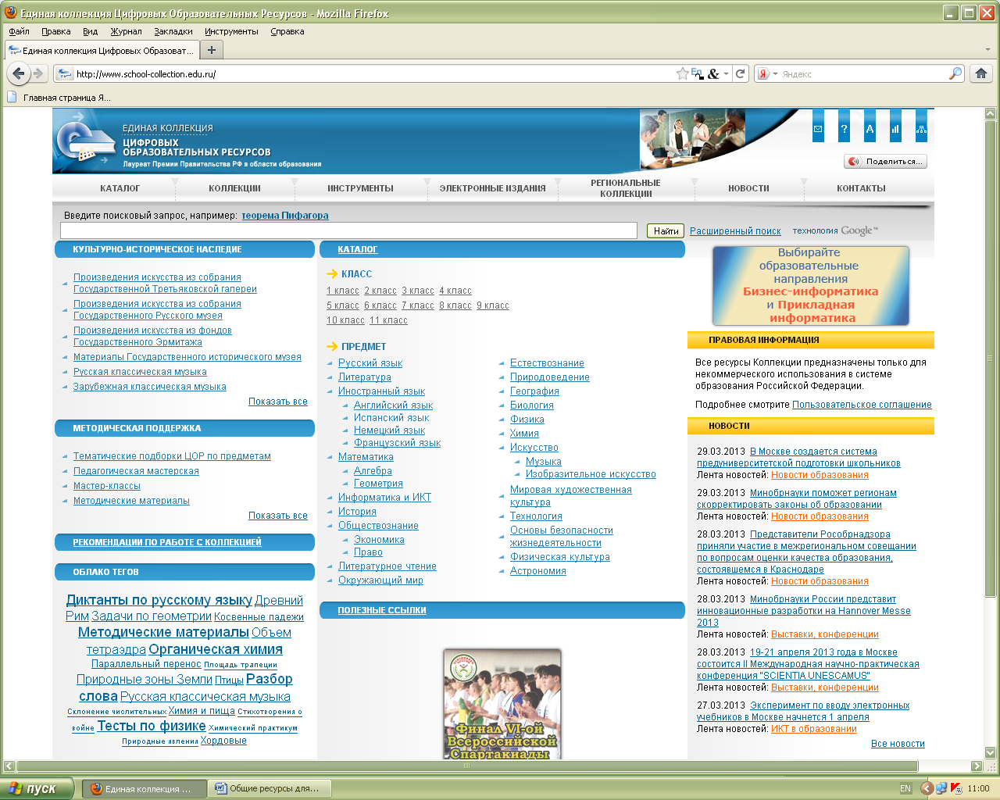 Единая коллекция Цифровых Образовательных Ресурсов - Mozilla Firefox
Файл Правка Вид Журнал Закладки Инструменты Справка
Единая коллекция Цифровых Образоват...
http://www.school-collection.edu.ru/
Яндекс
Главная страница Я...
ЕДИНАЯ КОЛЛЕКЦИЯ
ЦИФРОВЫХ
ОБРАЗОВАТЕЛЬНЫХ РЕСУРСОВ
Лауреат Премии Правительства РФ в области образования
Поделиться...
КАТАЛОГ КОЛЛЕКЦИИ ИНСТРУМЕНТЫ ЭЛЕКТРОННЫЕ ИЗДАНИЯ РЕГИОНАЛЬНЫЕ КОЛЛЕКЦИИ НОВОСТИ КОНТАКТЫ
Введите поисковый запрос, например: теорема Пифагора
Найти Расширенный поиск технология Google™
КУЛЬТУРНО-ИСТОРИЧЕСКОЕ НАСЛЕДИЕ
Произведения искусства из собрания
Государственной Третьяковской галереи
Произведения искусства из собрания
Государственного Русского музея
Произведения искусства из фондов
Государственного Эрмитажа
Материалы Государственного исторического музея
Русская классическая музыка
Зарубежная классическая музыка
Показать все
МЕТОДИЧЕСКАЯ ПОДДЕРЖКА
Тематические подборки ЦОР по предметам
Педагогическая мастерская
Мастер-классы
Методические материалы
Показать все
РЕКОМЕНДАЦИИ ПО РАБОТЕ С КОЛЛЕКЦИЕЙ
ОБЛАКО ТЕГОВ
Диктанты по русскому языку Древний
Рим Задачи по геометрии Косвенные падежи
Методические материалы Объем
тетраэдра Органическая химия
Параллельный перенос Площадь трапеции
Природные зоны Земли Птицы Разбор
слова Русская классическая музыка
Склонение числительных Химия и пища Стихотворения о
войне Тесты по физике Химический практикум
Природные явления Хордовые
КАТАЛОГ
КЛАСС
1 класс 2 класс 3 класс 4 класс
5 класс 6 класс 7 класс 8 класс 9 класс
10 класс 11 класс
ПРЕДМЕТ
Русский язык
Литература
Иностранный язык
Английский язык
Испанский язык
Немецкий язык
Французский язык
Математика
Алгебра
Геометрия
Информатика и ИКТ
История
Обществознание
Экономика
Право
Литературное чтение
Окружающий мир
Естествознание
Природоведение
География
Биология
Физика
Химия
Искусство
Музыка
Изобразительное искусство
Мировая художественная
культура
Технология
Основы безопасности
жизнедеятельности
Физическая культура
Астрономия
ПОЛЕЗНЫЕ ССЫЛКИ
Финал VI-ой
Всероссийской
Спартакиады
Выбирайте
образовательные
направления
Бизнес-информатика
и Прикладная
информатика
ПРАВОВАЯ ИНФОРМАЦИЯ
Все ресурсы Коллекции предназначены только для
некоммерческого использования в системе
образования Российской Федерации.
Подробнее смотрите Пользовательское соглашение
НОВОСТИ
29.03.2013 В Москве создается система
предуниверситетской подготовки школьников
Лента новостей: Новости образования
29.03.2013 Минобрнауки поможет регионам
скорректировать законы об образовании
Лента новостей: Новости образования
28.03.2013 Представители Рособрнадзора
приняли участие в межрегиональном совещании
по вопросам оценки качества образования,
состоявшемся в Краснодаре
Лента новостей: Новости образования
28.03.2013 Минобрнауки России представит
инновационные разработки на Hannover Messe
2013
Лента новостей: Выставки, конференции
28.03.2013 19-21 апреля 2013 года в Москве
состоится II Международная научно-практическая
конференция "SCIENTIA UNESCAMUS"
Лента новостей: Выставки, конференции
27.03.2013 Эксперимент по вводу электронных
учебников в Москве начнется 1 апреля
Лента новостей: ИКТ в образовании
Все новости
пуск Единая коллекция ... Общие ресурсы для... EN 11:00